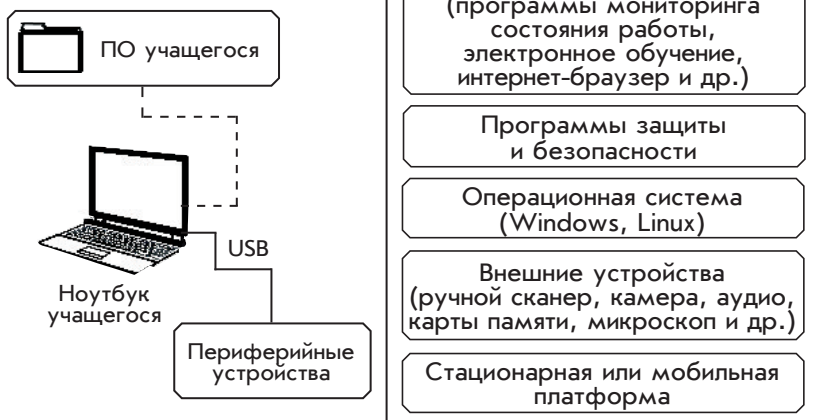 ПО учащегося
USB
Ноутбук
учащегося
Периферийные
устройства
(программы мониторинга
состояния работы,
электронное обучение,
интернет-браузер и др.)
Программы защиты
и безопасности
Операционная система
(Windows, Linux)
Внешние устройства
(ручной сканер, камера, аудио,
карты памяти, микроскоп и др.)
Стационарная или мобильная
платформа